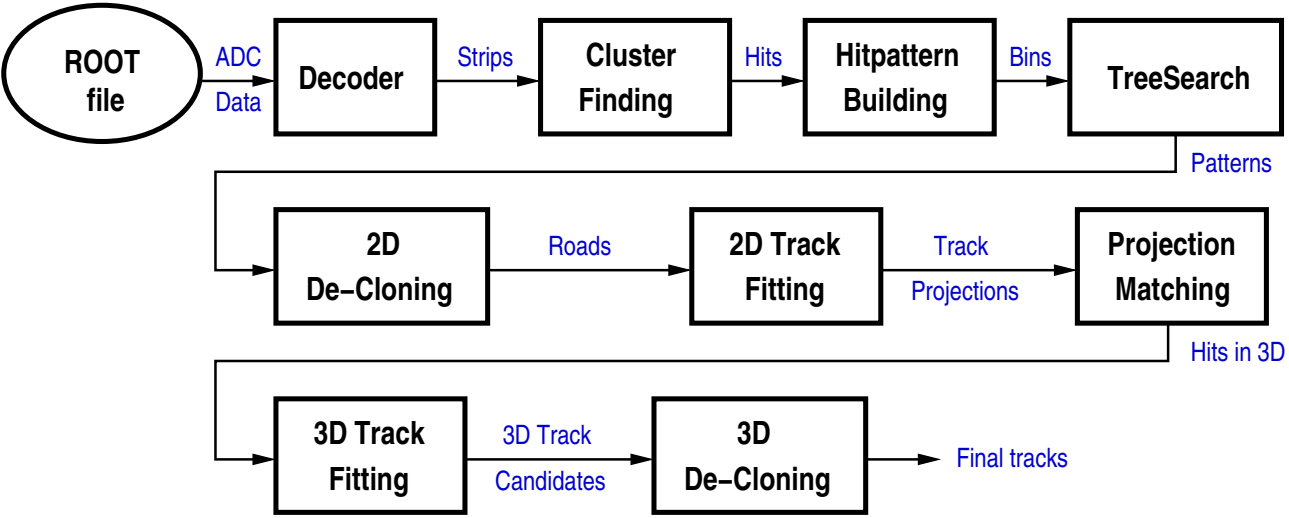 ROOT
file
ADC
Data
Decoder
Strips
Cluster
Finding
Hits
Hitpattern
Building
Bins
TreeSearch
Patterns
2D
De−Cloning
Roads
2D Track
Fitting
Track
Projections
Projection
Matching
Hits in 3D
3D Track
Fitting
3D Track
Candidates
3D
De−Cloning
Final tracks